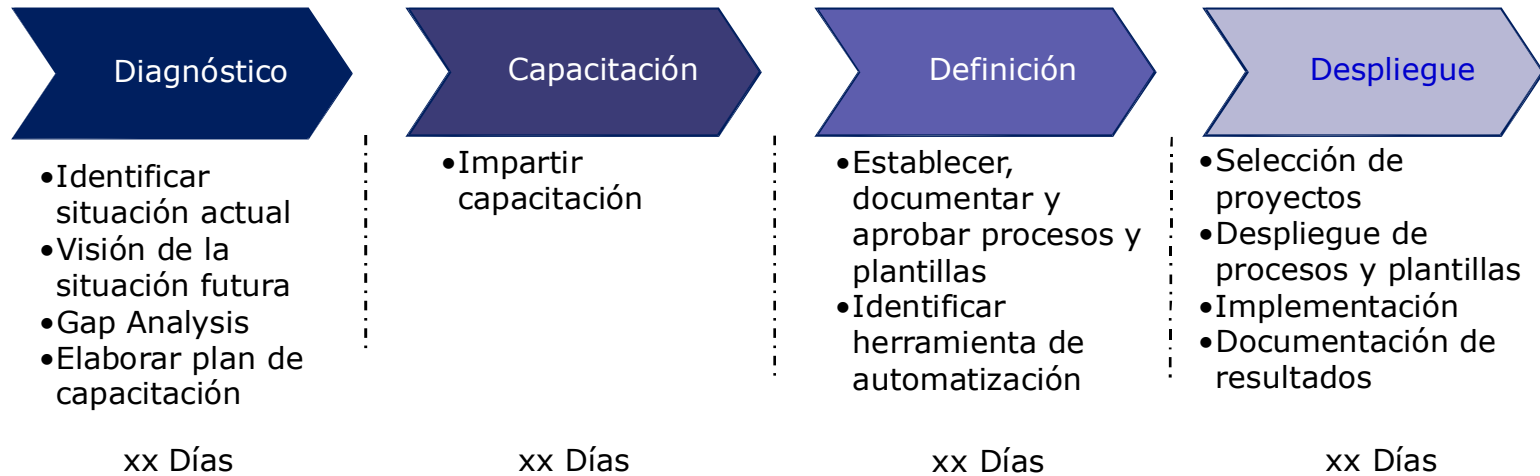 Diagnóstico
•Identificar
situación actual
•Visión de la
situación futura
•Gap Analysis
•Elaborar plan de
capacitación
xx Días
Capacitación
•Impartir
capacitación
xx Días
Definición
•Establecer,
documentar y
aprobar procesos y
plantillas
•Identificar
herramienta de
automatización
xx Días
Despliegue
•Selección de
proyectos
•Despliegue de
procesos y plantillas
•Implementación
•Documentación de
resultados
xx Días